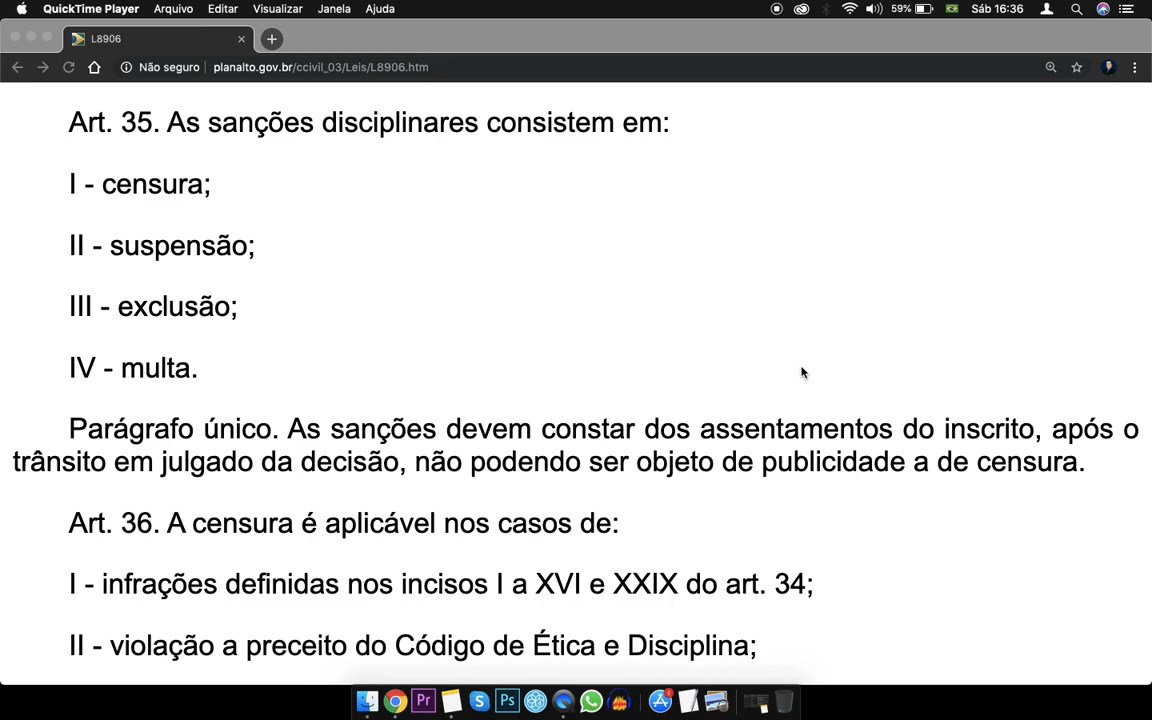 QuickTime Player Arquivo Editar Visualizar Janela Ajuda 59% Sáb 16:36
L8906
Não seguro planalto.gov.br/ccivil_03/Leis/L8906.htm
Art. 35. As sanções disciplinares consistem em:
I - censura;
II - suspensão;
III - exclusão;
IV - multa.
Parágrafo único. As sanções devem constar dos assentamentos do inscrito, após o
trânsito em julgado da decisão, não podendo ser objeto de publicidade a de censura.
Art. 36. A censura é aplicável nos casos de:
I - infrações definidas nos incisos I a XVI e XXIX do art. 34;
II - violação a preceito do Código de Ética e Disciplina;
Pr Ps